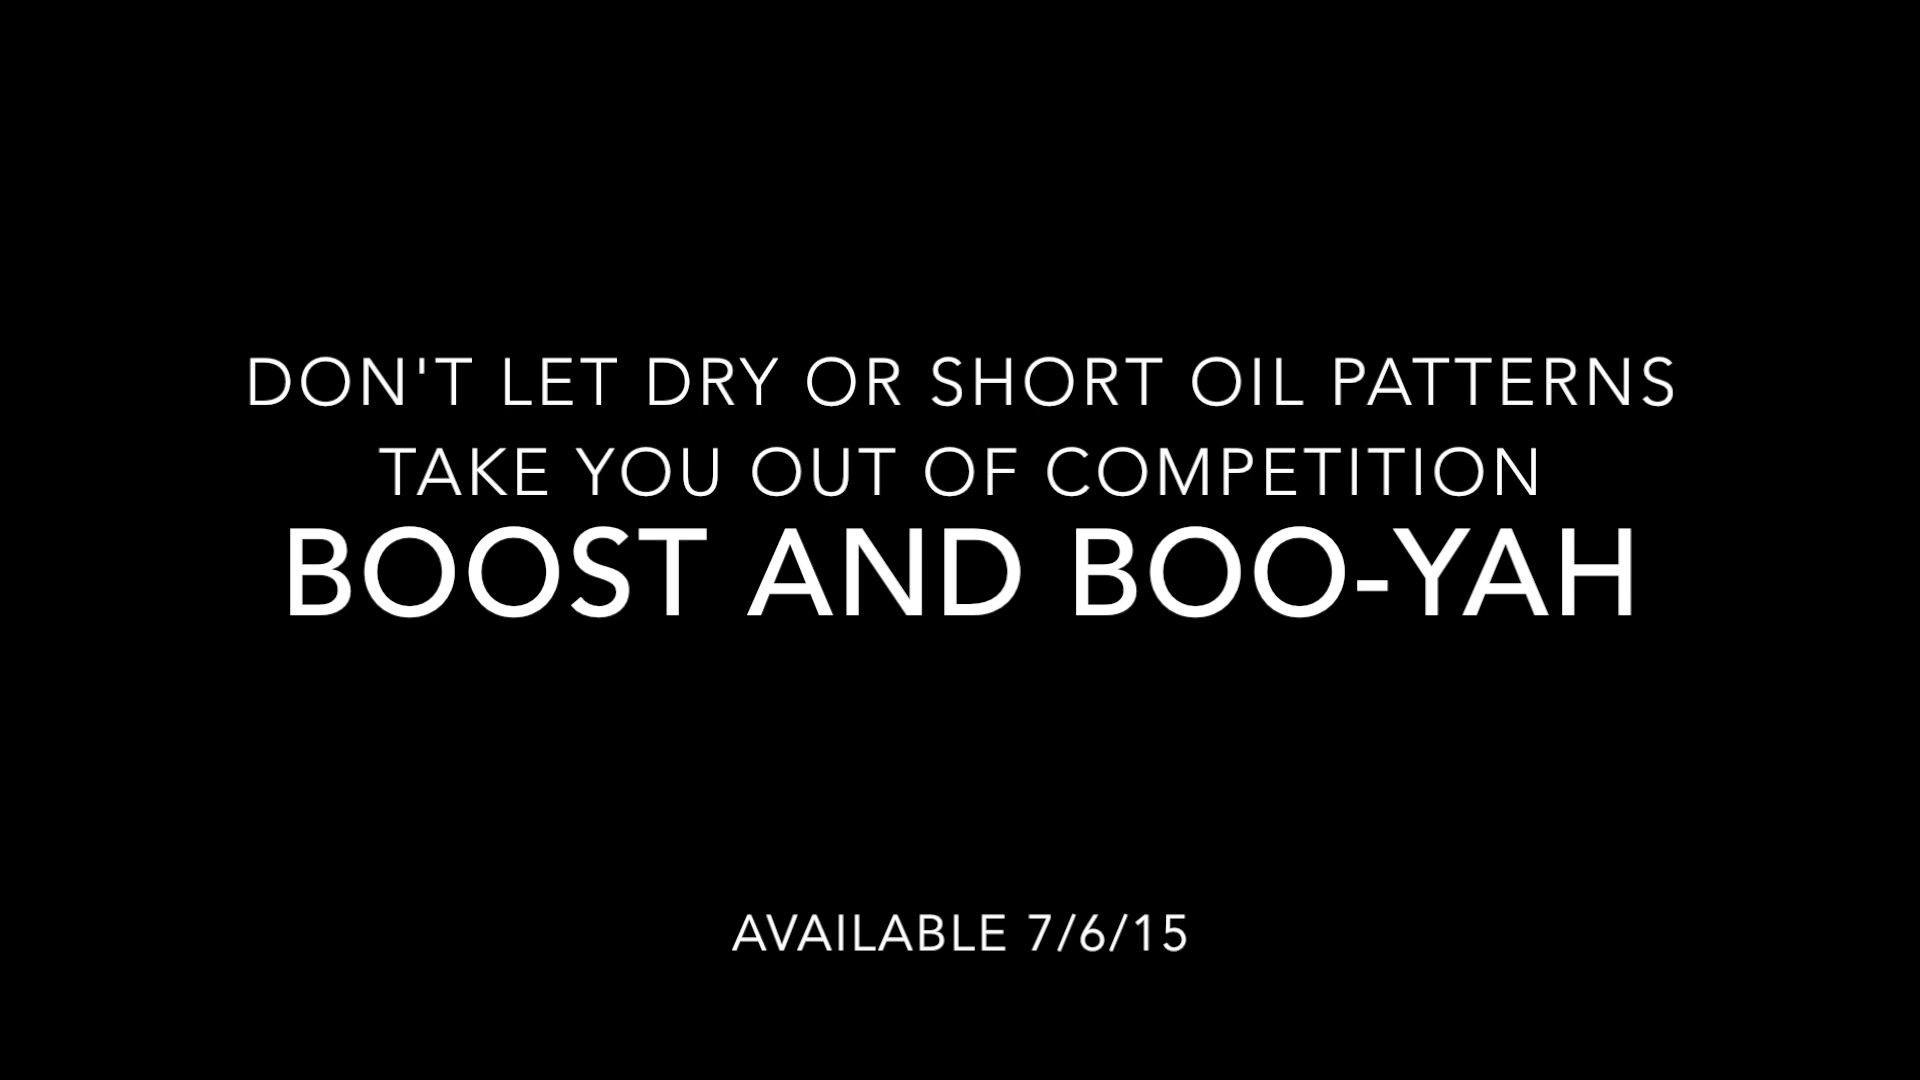 DON'T LET DRY OR SHORT OIL PATTERNS
TAKE YOU OUT OF COMPETITION
BOOST AND BOO-YAH
AVAILABLE 7/6/15